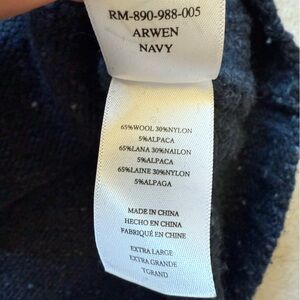 RM-890-988-005
ARWEN
NAVY
65%WOOL 30%NYLON
5%ALPACA
65%LANA 30%NAILON
5%ALPACA
65%LAINE 30%NYLON
5%ALPAGA
MADE IN CHINA
HECHO EN CHINA
FABRIQUÉ EN CHINE
EXTRA LARGE
EXTRA GRANDE
TGRAND